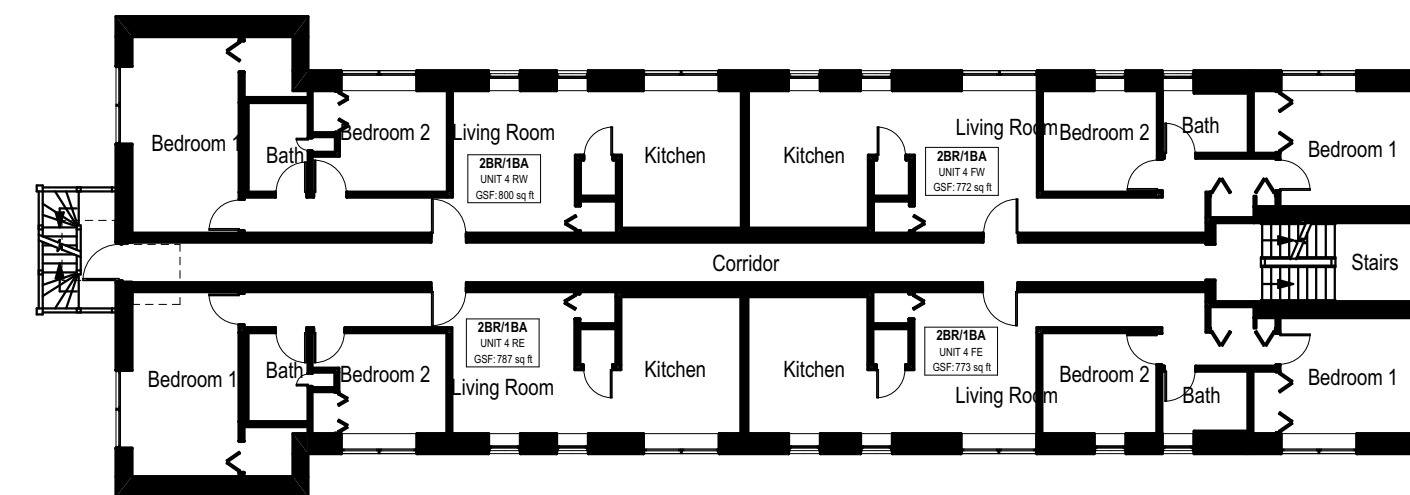 Bedroom 1
Bath
Bedroom 2
Living Room
2BR/1BA
UNIT 4 RW
GSF: 800 sq ft
Kitchen
Kitchen
Living Room
2BR/1BA
UNIT 4 FW
GSF: 772 sq ft
Bedroom 2
Bath
Bedroom 1
Corridor
Stairs
Bedroom 1
Bath
Bedroom 2
2BR/1BA
UNIT 4 RE
GSF: 787 sq ft
Living Room
Kitchen
Kitchen
2BR/1BA
UNIT 4 FE
GSF: 773 sq ft
Living Room
Bedroom 2
Bath
Bedroom 1